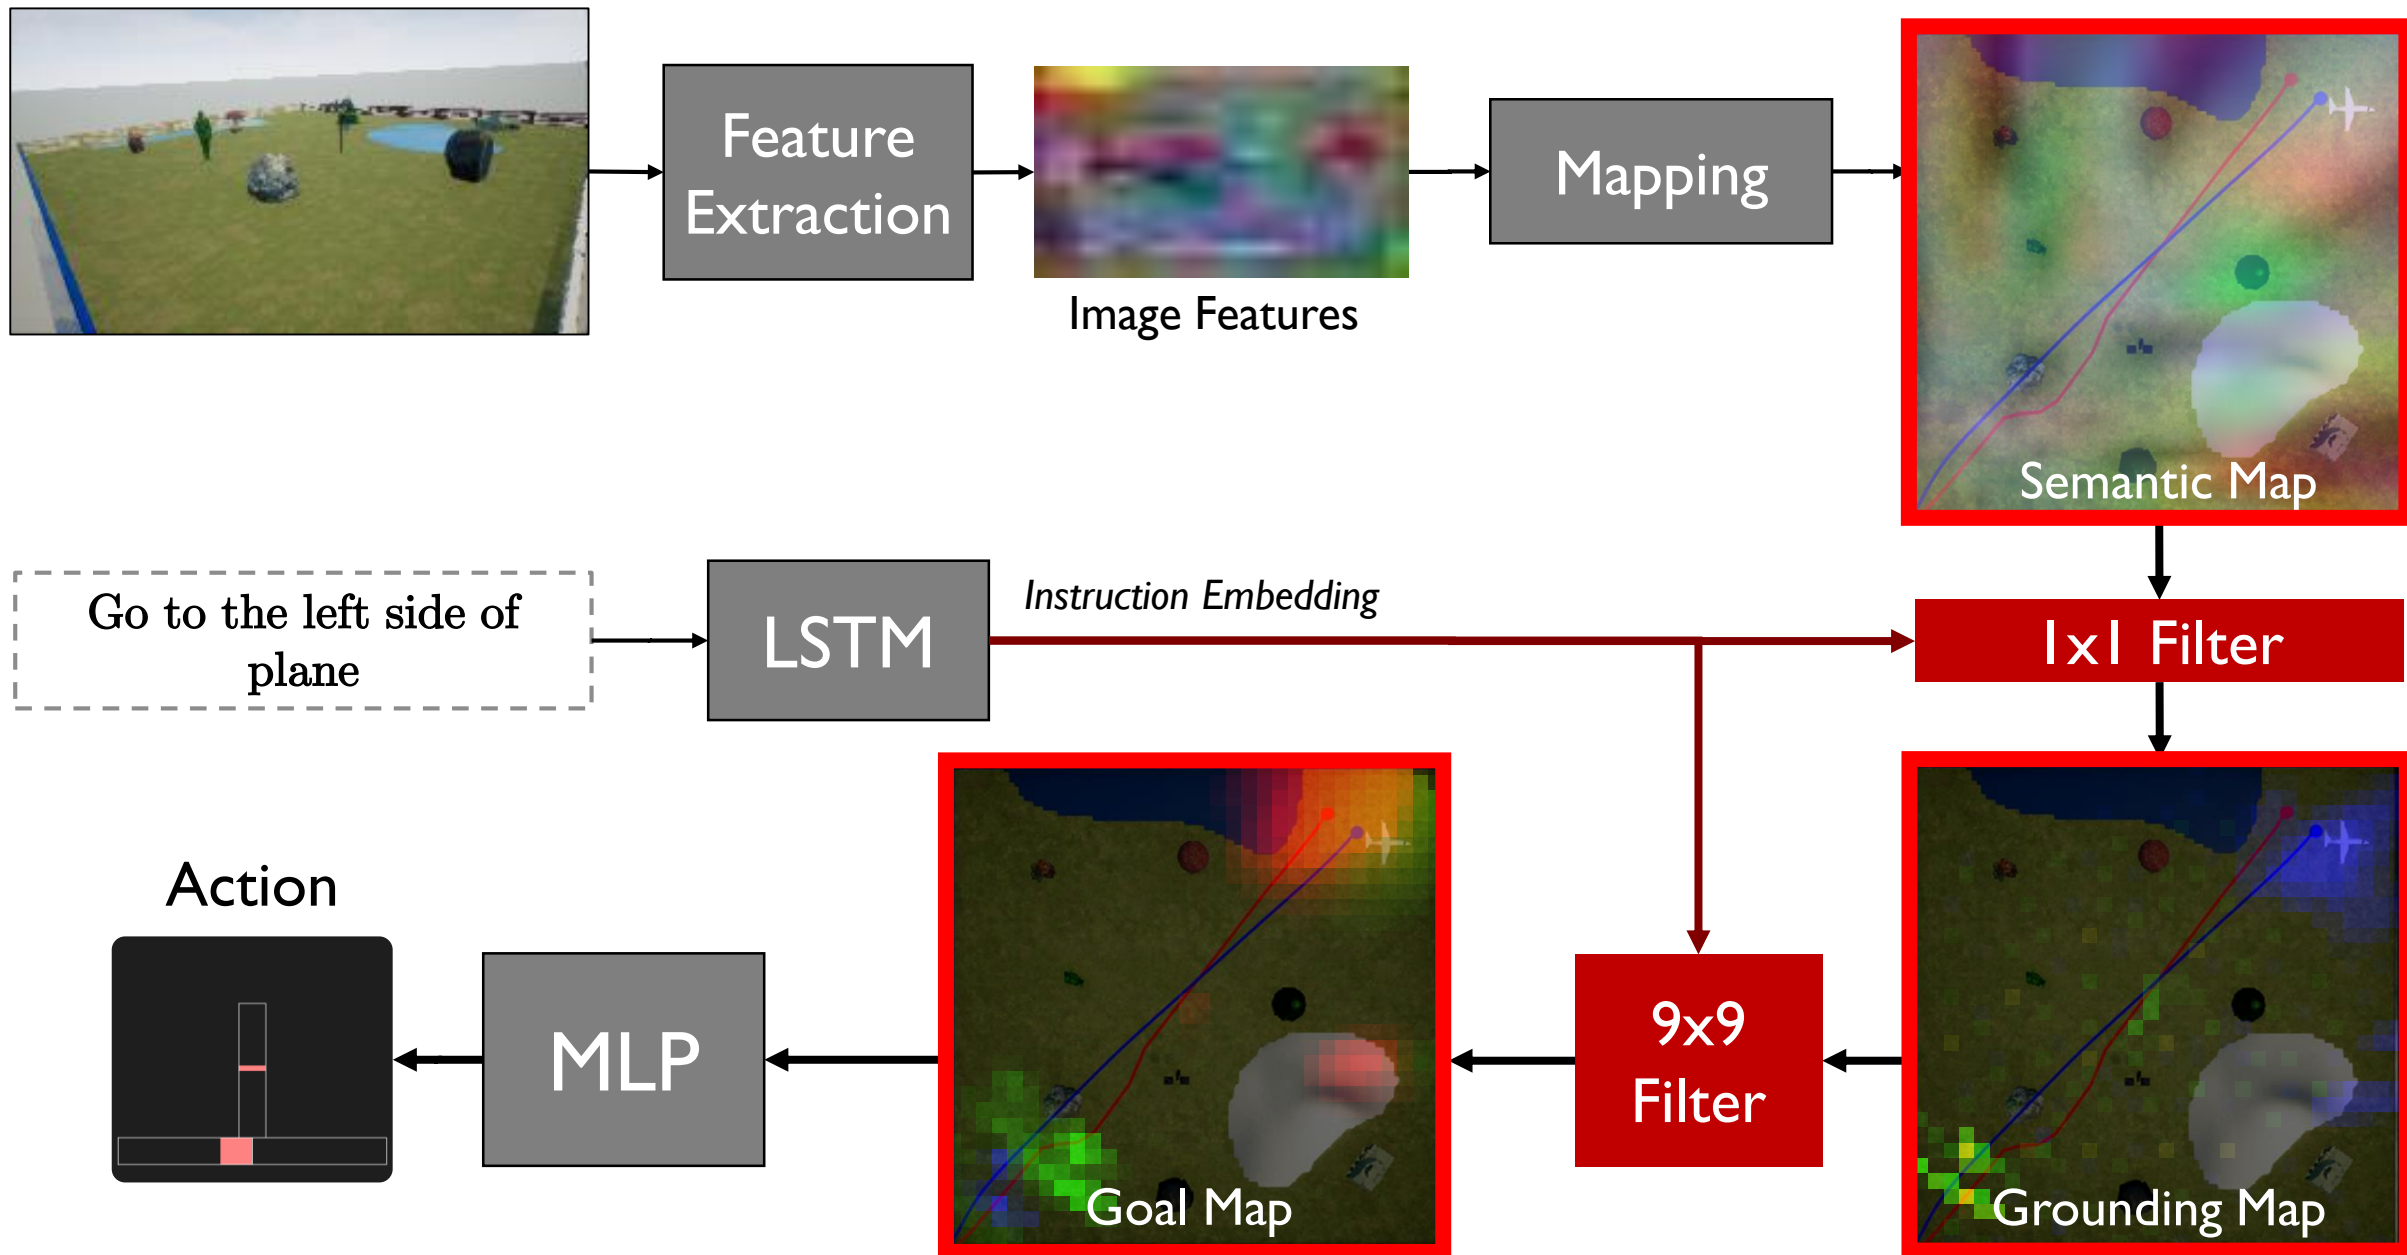 Feature
Extraction
Image Features
Mapping
Semantic Map
Go to the left side of
plane
LSTM
Instruction Embedding
1x1 Filter
Action
MLP
Goal Map
9x9
Filter
Grounding Map